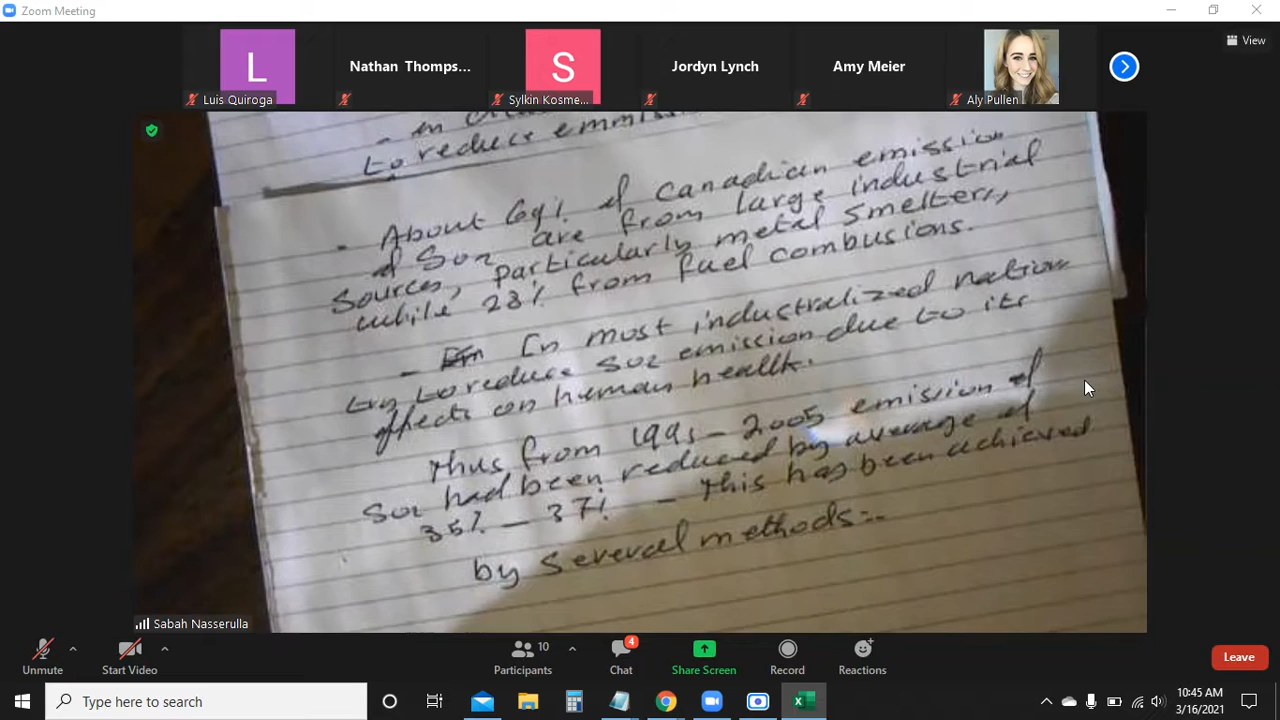 Zoom Meeting
View
L
Nathan Thomps...
S
Jordyn Lynch
Amy Meier
Luis Quiroga
Sylkin Kosme...
Aly Pullen
- in
to reduce emmiss
- About 69% of Canadian emission
of SO2 are from large industrial
Sources, particularly metal smelters,
while 23% from fuel combusions.
- In most industralized nation
try to reduce SO2 emission due to its
effects on human health.
Thus from 1995 - 2005 emission of
SO2 had been reduced by average of
35% - 37% - This has been achieved
by several methods:-
Sabah Nasserulla
10
4
Unmute
Start Video
Participants
Chat
Share Screen
Record
Reactions
Leave
Type here to search
10:45 AM
3/16/2021